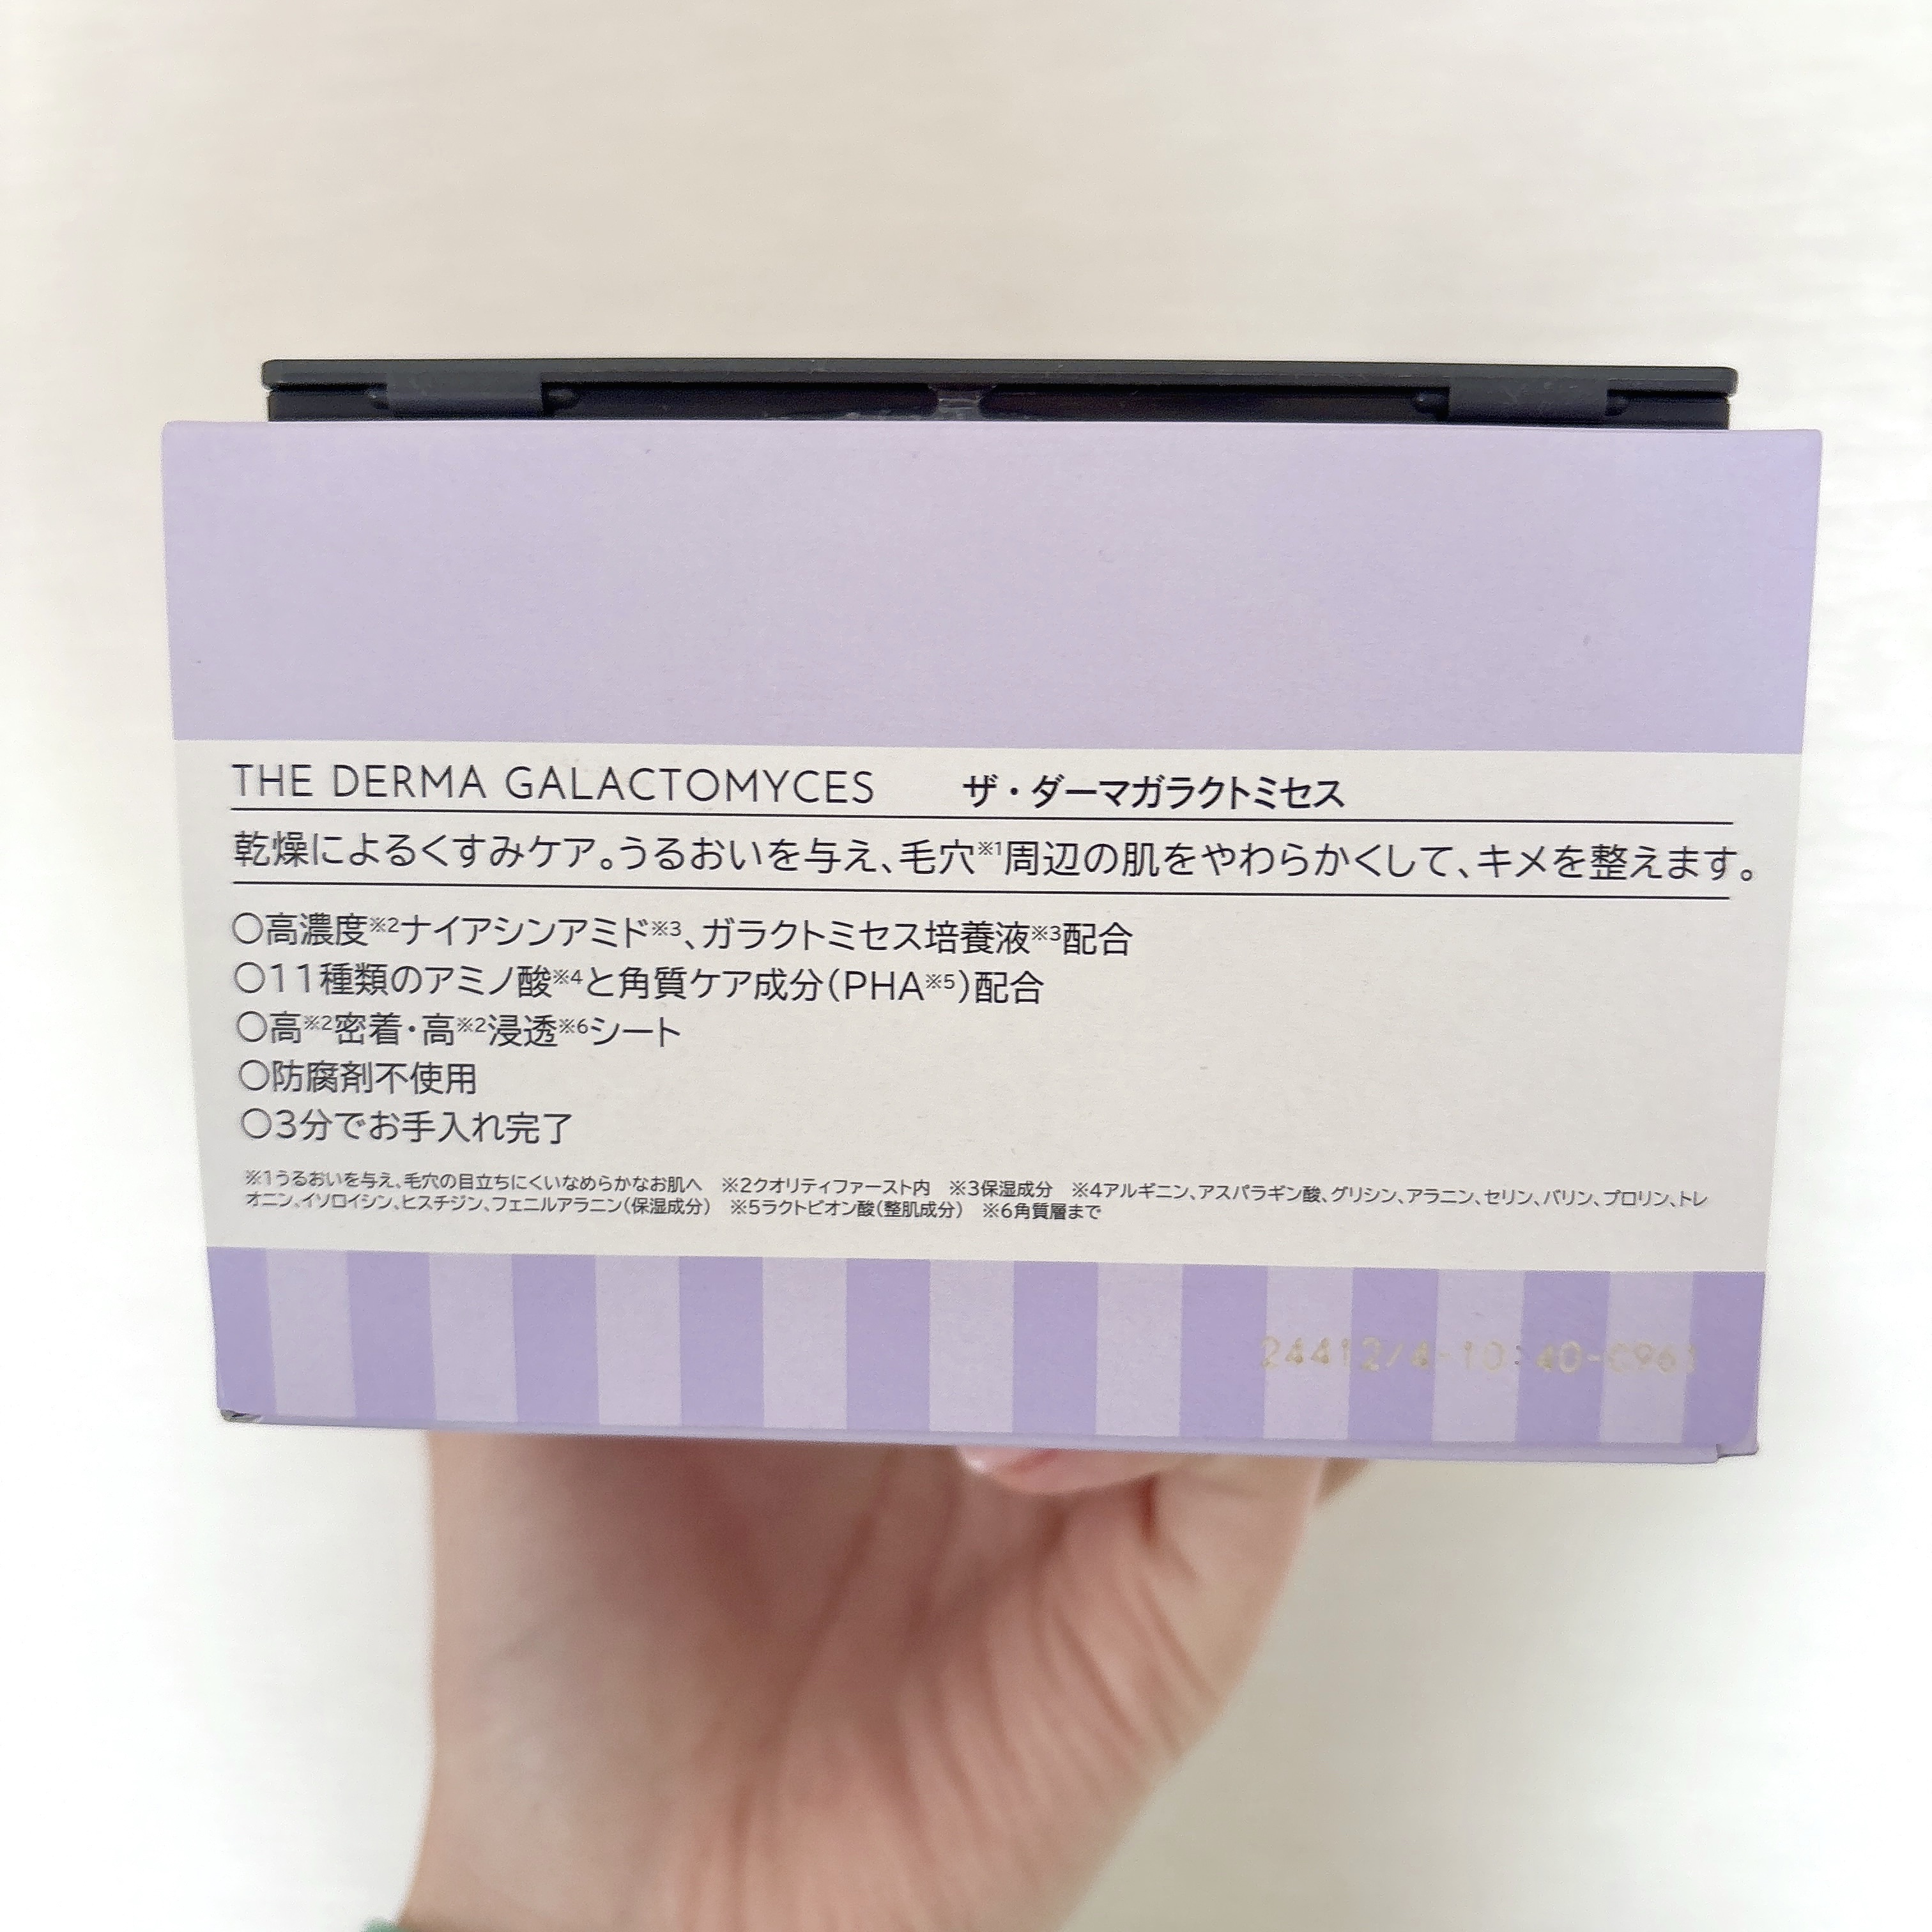 THE DERMA GALACTOMYCES ザ・ダーマガラクトミセス
乾燥によるくすみケア。うるおいを与え、毛穴※1周辺の肌をやわらかくして、キメを整えます。
○高濃度※2ナイアシンアミド※3、ガラクトミセス培養液※3配合
○11種類のアミノ酸※4と角質ケア成分(PHA※5)配合
○高※2密着・高※2浸透※6シート
○防腐剤不使用
○3分でお手入れ完了
※1うるおいを与え、毛穴の目立ちにくいなめらかなお肌へ ※2クオリティファースト内 ※3保湿成分 ※4アルギニン、アスパラギン酸、グリシン、アラニン、セリン、バリン、プロリン、トレ
オニン、イソロイシン、ヒスチジン、フェニルアラニン(保湿成分) ※5ラクトビオン酸(整肌成分) ※6角質層まで